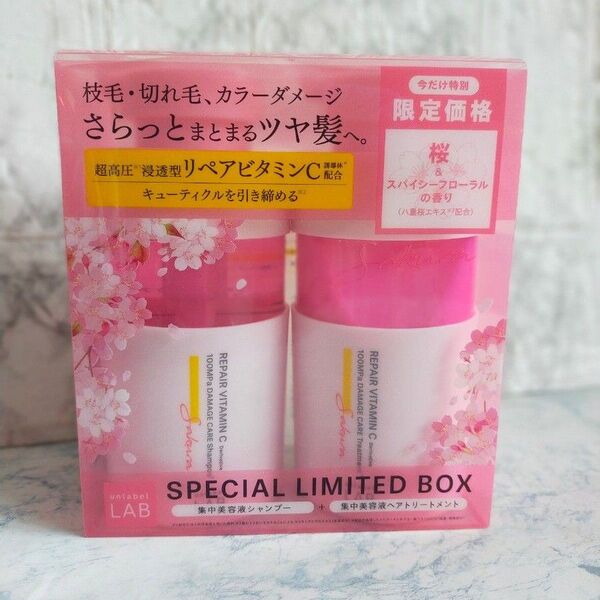 枝毛・切れ毛、カラーダメージ
さらっとまとまるツヤ髪へ。
超高圧※1浸透型リペアビタミンC誘導体※配合
キューティクルを引き締める※2
今だけ特別
限定価格
桜
&
スパイシーフローラル
の香り
(八重桜エキス※3配合)
Sakura
REPAIR VITAMIN C Derivative
100MPa DAMAGE CARE Shampoo
Sakura
REPAIR VITAMIN C Derivative
100MPa DAMAGE CARE Treatment
Sakura
unlabel
LAB
SPECIAL LIMITED BOX
集中美容液シャンプー + 集中美容液ヘアトリートメント